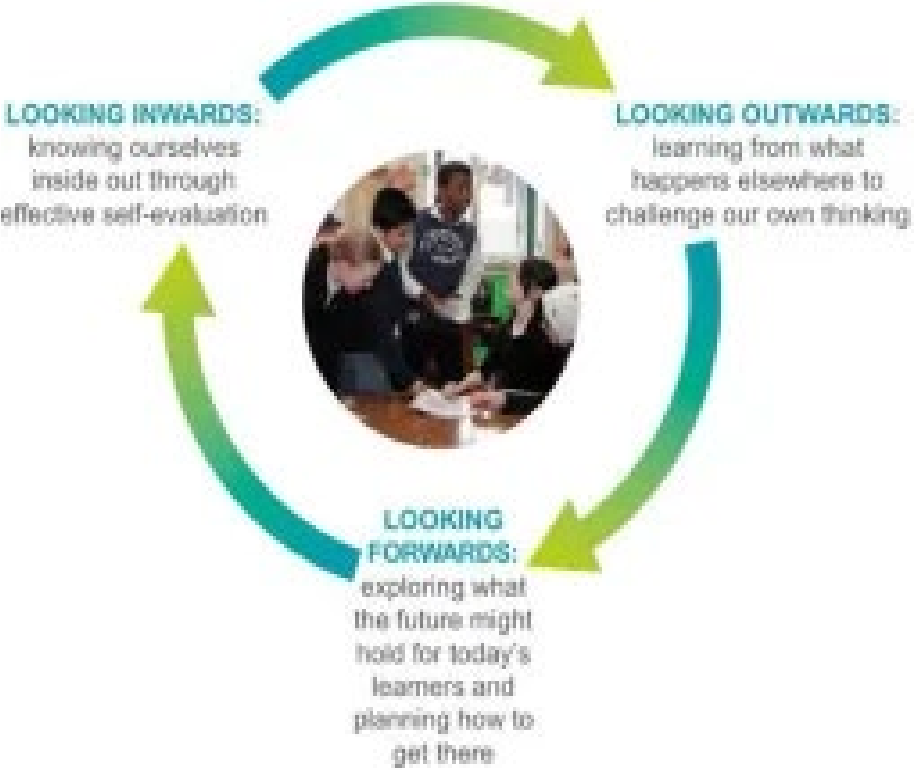 LOOKING INWARDS:
knowing ourselves
inside out through
effective self-evaluation
LOOKING OUTWARDS:
learning from what
happens elsewhere to
challenge our own thinking
LOOKING
FORWARDS:
exploring what
the future might
hold for today's
learners and
planning how to
get there